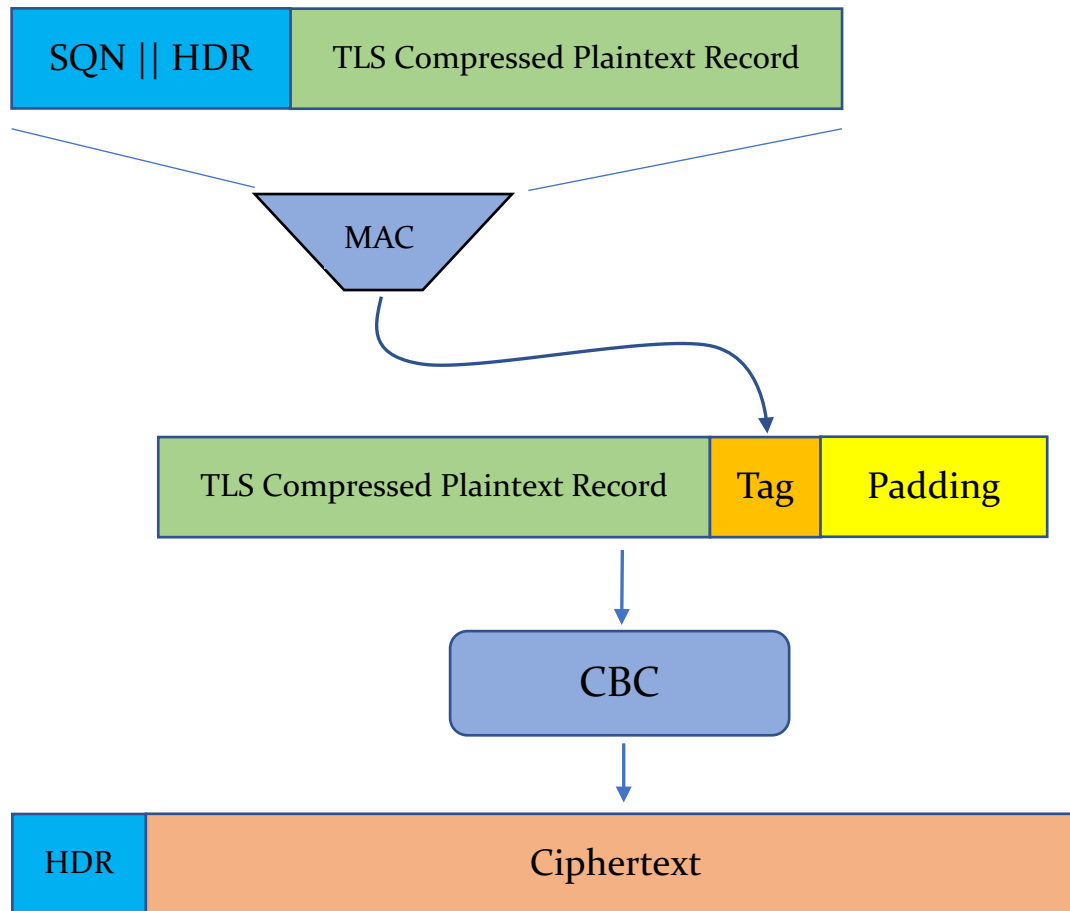 SQN || HDR
TLS Compressed Plaintext Record
MAC
TLS Compressed Plaintext Record
Tag
Padding
CBC
HDR
Ciphertext